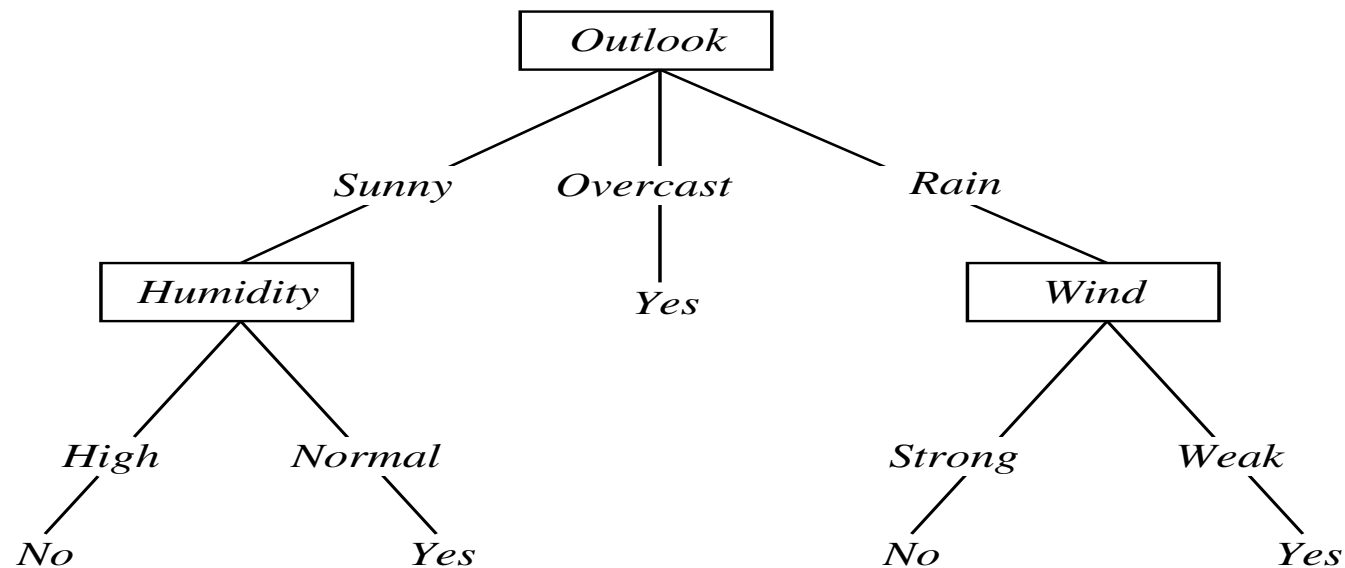 Outlook
Sunny Overcast Rain
Humidity Yes Wind
High Normal Strong Weak
No Yes No Yes